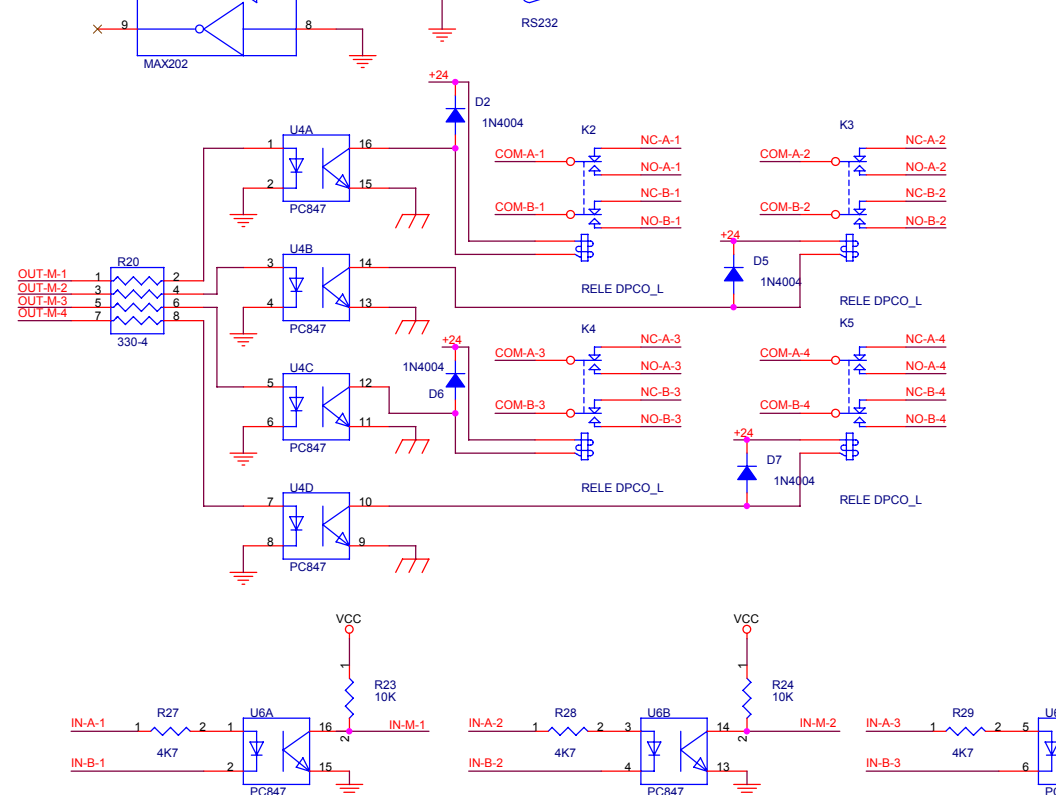 9
8
MAX202
RS232
+24
D2
1N4004
K2
K3
U4A
1
16
2
15
PC847
COM-A-1
NC-A-1
NO-A-1
COM-B-1
NC-B-1
NO-B-1
COM-A-2
NC-A-2
NO-A-2
COM-B-2
NC-B-2
NO-B-2
+24
D5
1N4004
RELE DPCO_L
RELE DPCO_L
U4B
3
14
4
13
PC847
R20
OUT-M-1
1
2
OUT-M-2
3
4
OUT-M-3
5
6
OUT-M-4
7
8
330-4
+24
1N4004
D6
K4
K5
U4C
5
12
6
11
PC847
COM-A-3
NC-A-3
NO-A-3
COM-B-3
NC-B-3
NO-B-3
COM-A-4
NC-A-4
NO-A-4
COM-B-4
NC-B-4
NO-B-4
+24
D7
1N4004
RELE DPCO_L
RELE DPCO_L
U4D
7
10
8
9
PC847
VCC
1
R23
10K
2
IN-A-1
1
R27
2
4K7
IN-B-1
U6A
1
16
2
15
PC847
IN-M-1
VCC
1
R24
10K
2
IN-A-2
1
R28
2
4K7
IN-B-2
U6B
3
14
4
13
PC847
IN-M-2
IN-A-3
1
R29
2
4K7
IN-B-3
5
6